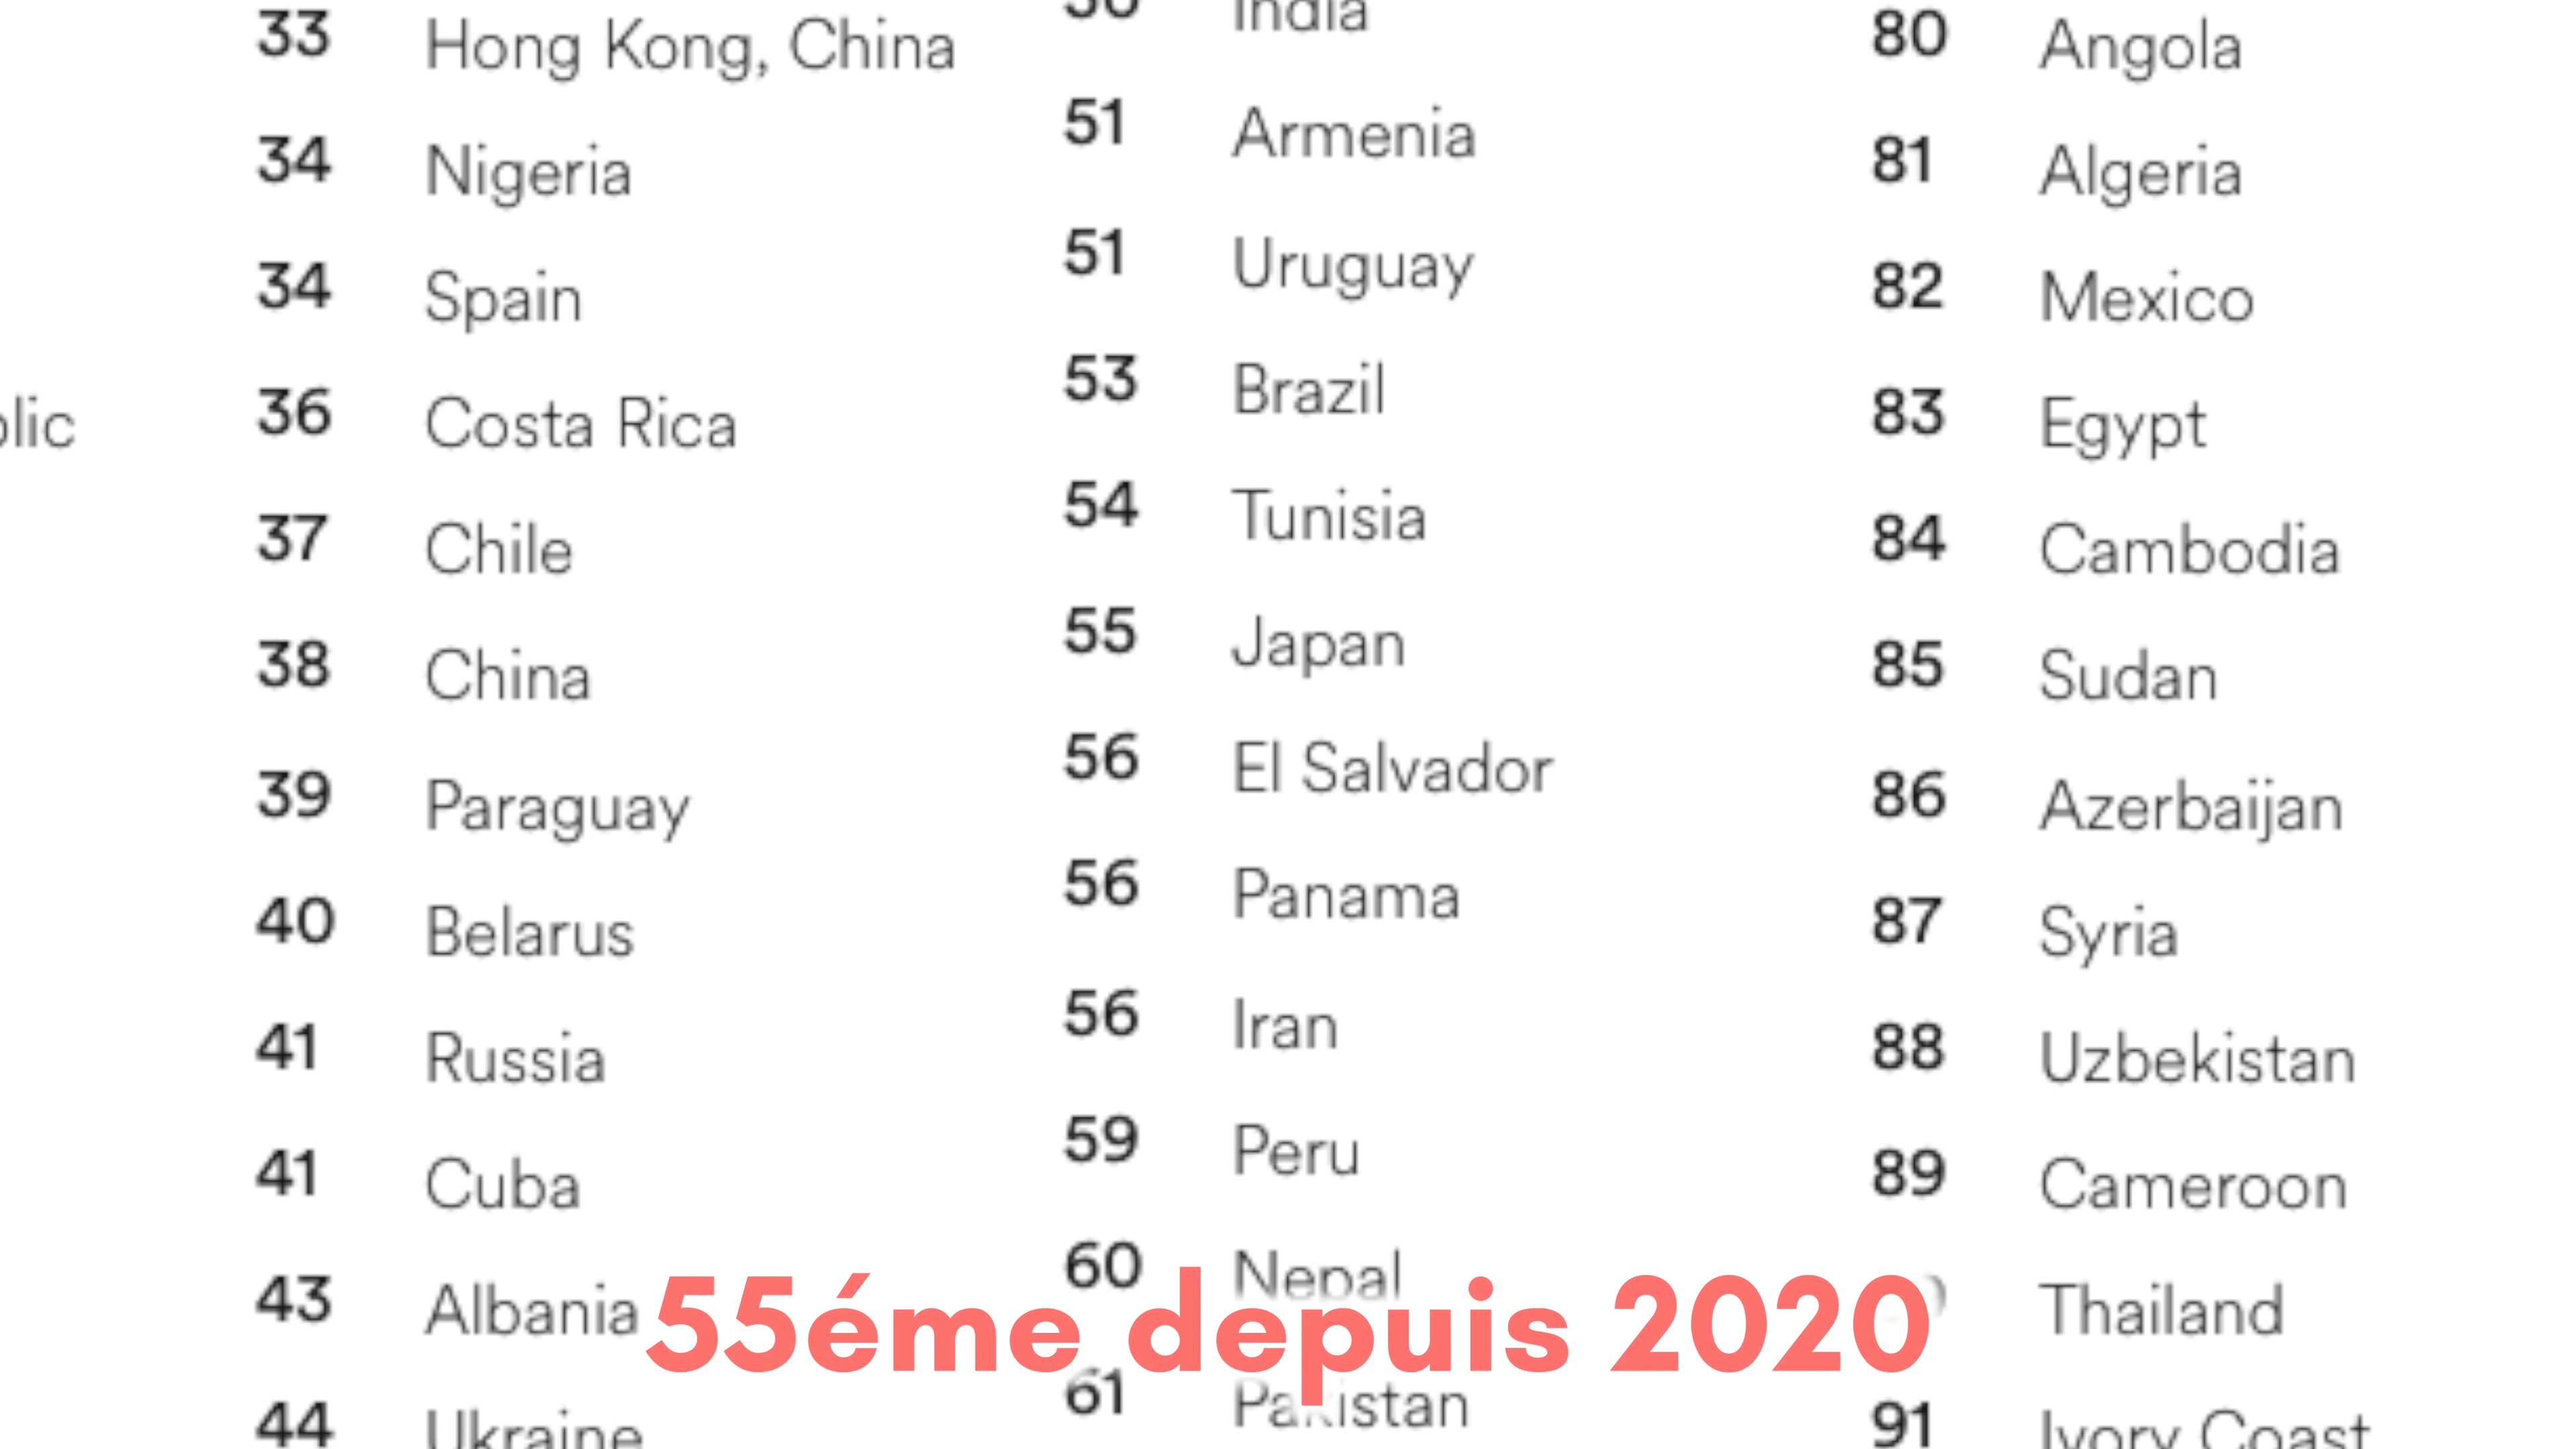 olic
33 Hong Kong, China
34 Nigeria
34 Spain
36 Costa Rica
37 Chile
38 China
39 Paraguay
40 Belarus
41 Russia
41 Cuba
43 Albania
44 Ukraine
50 India
51 Armenia
51 Uruguay
53 Brazil
54 Tunisia
55 Japan
56 El Salvador
56 Panama
56 Iran
59 Peru
60 Nepal
61 Pakistan
80 Angola
81 Algeria
82 Mexico
83 Egypt
84 Cambodia
85 Sudan
86 Azerbaijan
87 Syria
88 Uzbekistan
89 Cameroon
Thailand
91 Ivory Coast
55éme depuis 2020